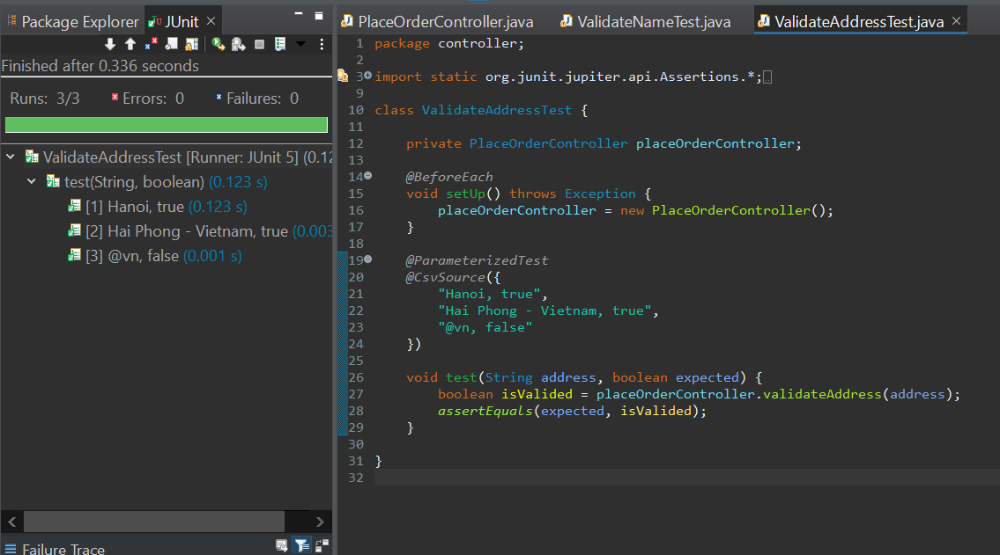 Package Explorer JUnit
Finished after 0.336 seconds
Runs: 3/3 Errors: 0 Failures: 0
ValidateAddressTest [Runner: JUnit 5] (0.12
test(String, boolean) (0.123 s)
[1] Hanoi, true (0.123 s)
[2] Hai Phong - Vietnam, true (0.003
[3] @vn, false (0.001 s)
Failure Trace
PlaceOrderController.java ValidateNameTest.java ValidateAddressTest.java
1 package controller;
2
3 import static org.junit.jupiter.api.Assertions.*;
9
10 class ValidateAddressTest {
11
12 private PlaceOrderController placeOrderController;
13
14 @BeforeEach
15 void setUp() throws Exception {
16 placeOrderController = new PlaceOrderController();
17 }
18
19 @ParameterizedTest
20 @CsvSource({
21 "Hanoi, true",
22 "Hai Phong - Vietnam, true",
23 "@vn, false"
24 })
25
26 void test(String address, boolean expected) {
27 boolean isValided = placeOrderController.validateAddress(address);
28 assertEquals(expected, isValided);
29 }
30
31 }
32